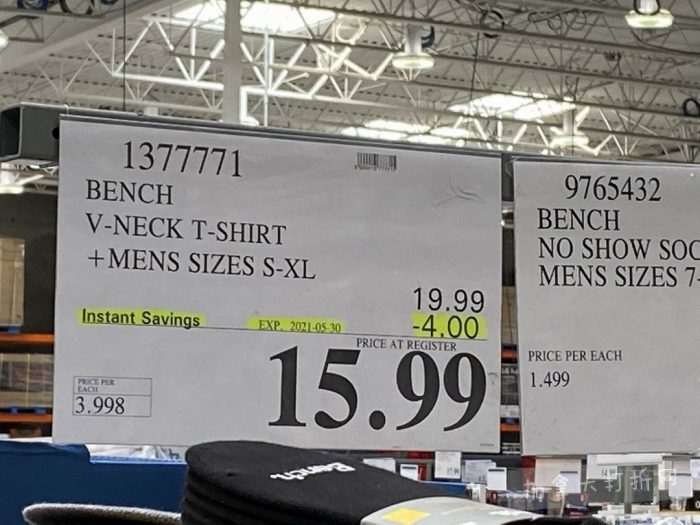 1377771
BENCH
V-NECK T-SHIRT
+MENS SIZES S-XL
19.99
Instant Savings EXP. 2021-05-30 -4.00
PRICE AT REGISTER
15.99
PRICE PER
EACH
3.998
9765432
BENCH
NO SHOW SOC
MENS SIZES 7-
PRICE PER EACH
1.499
Bench.